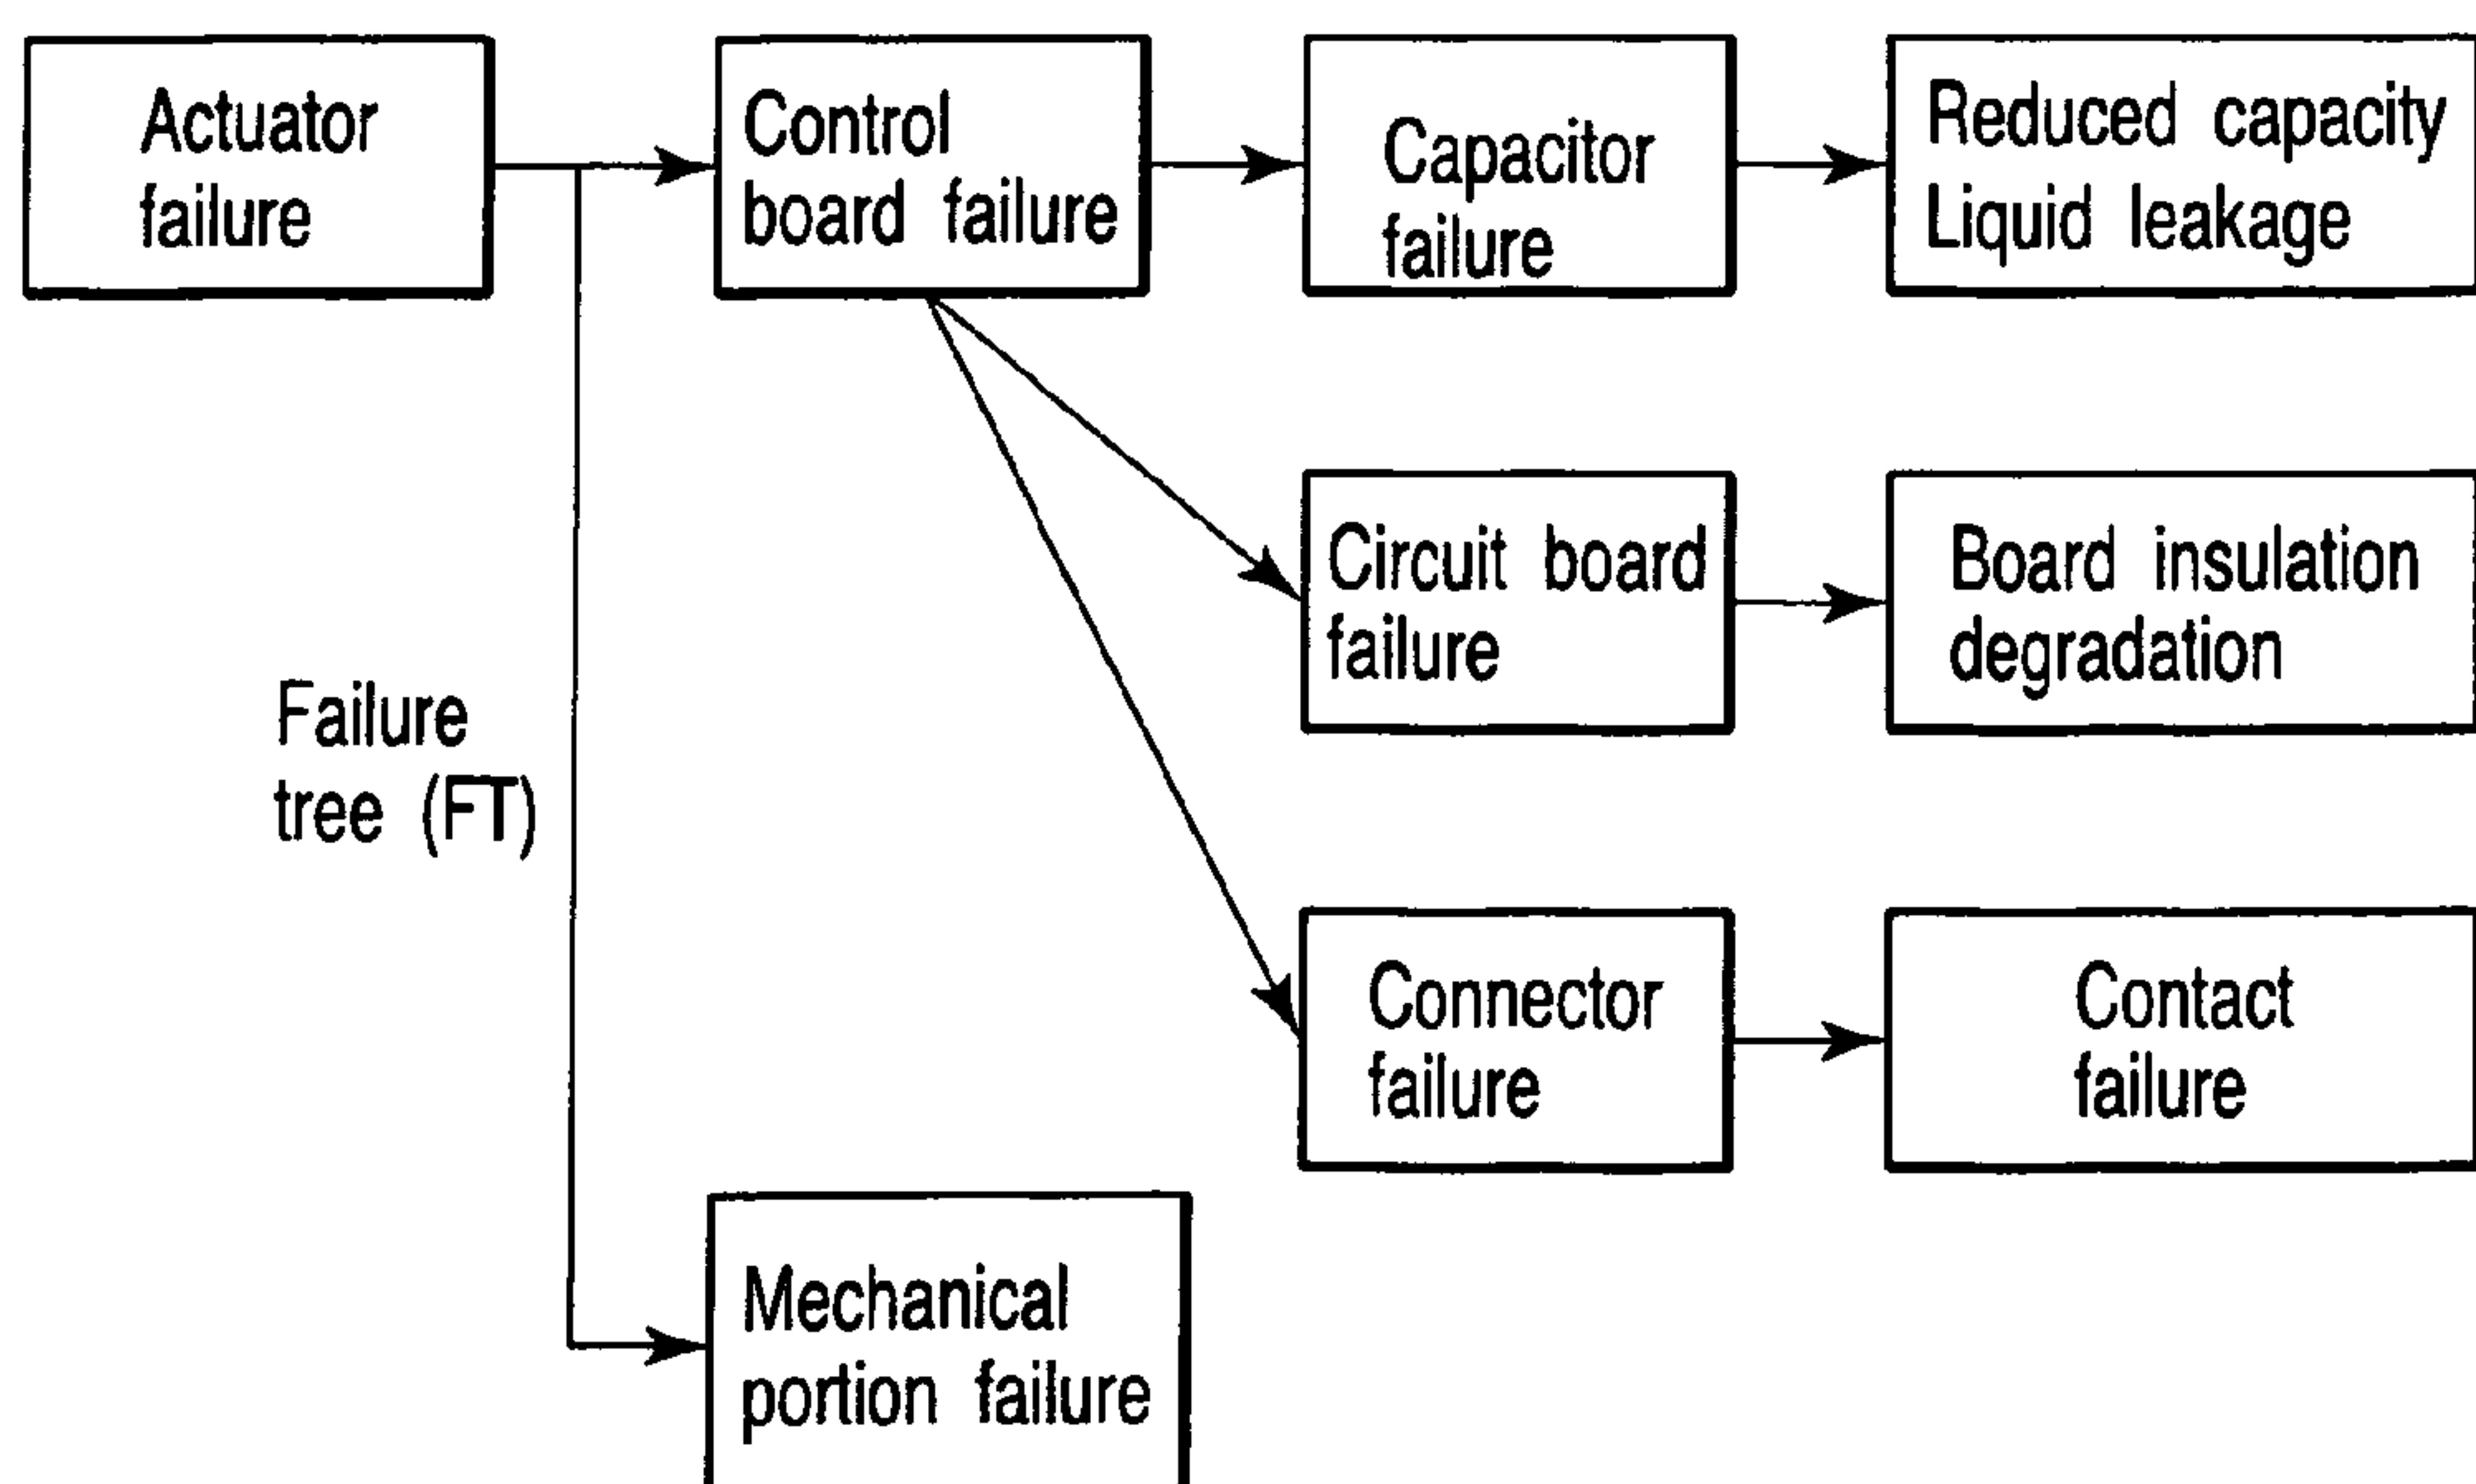 Actuator
failure
Control
board failure
Capacitor
failure
Reduced capacity
Liquid leakage
Circuit board
failure
Board insulation
degradation
Failure
tree (FT)
Connector
failure
Contact
failure
Mechanical
portion failure